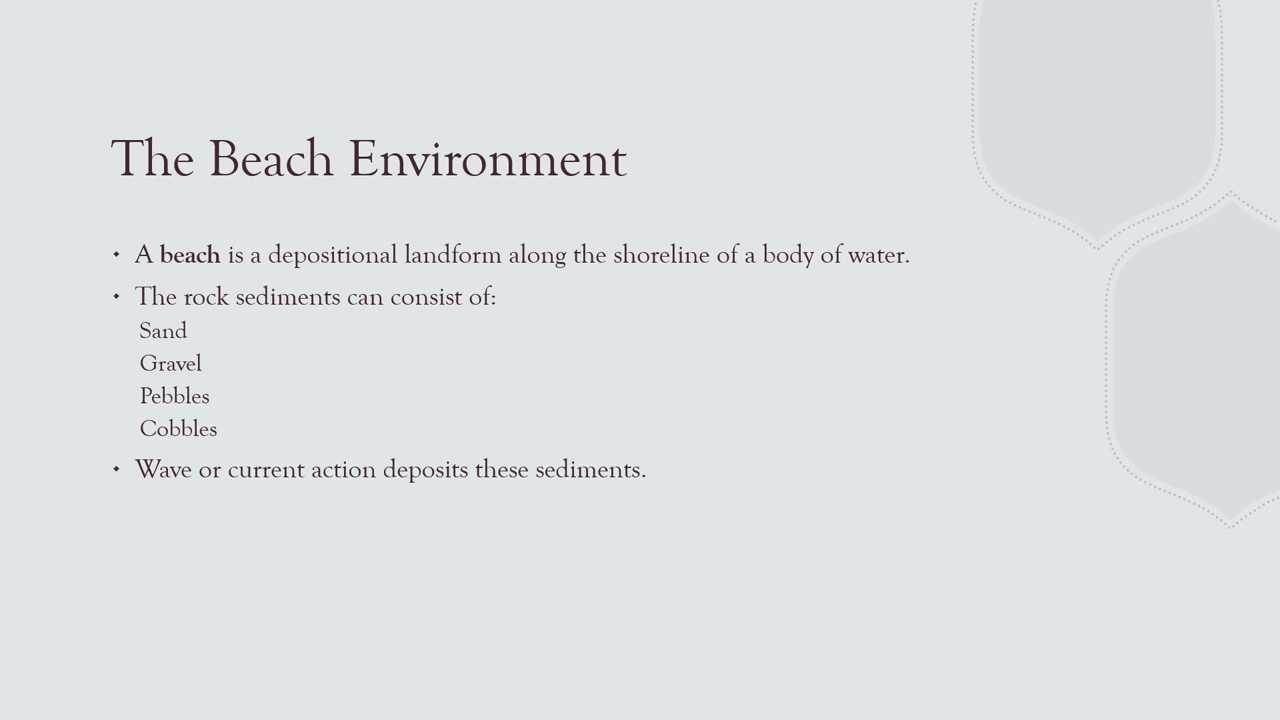 The Beach Environment
A beach is a depositional landform along the shoreline of a body of water.
The rock sediments can consist of:
Sand
Gravel
Pebbles
Cobbles
Wave or current action deposits these sediments.